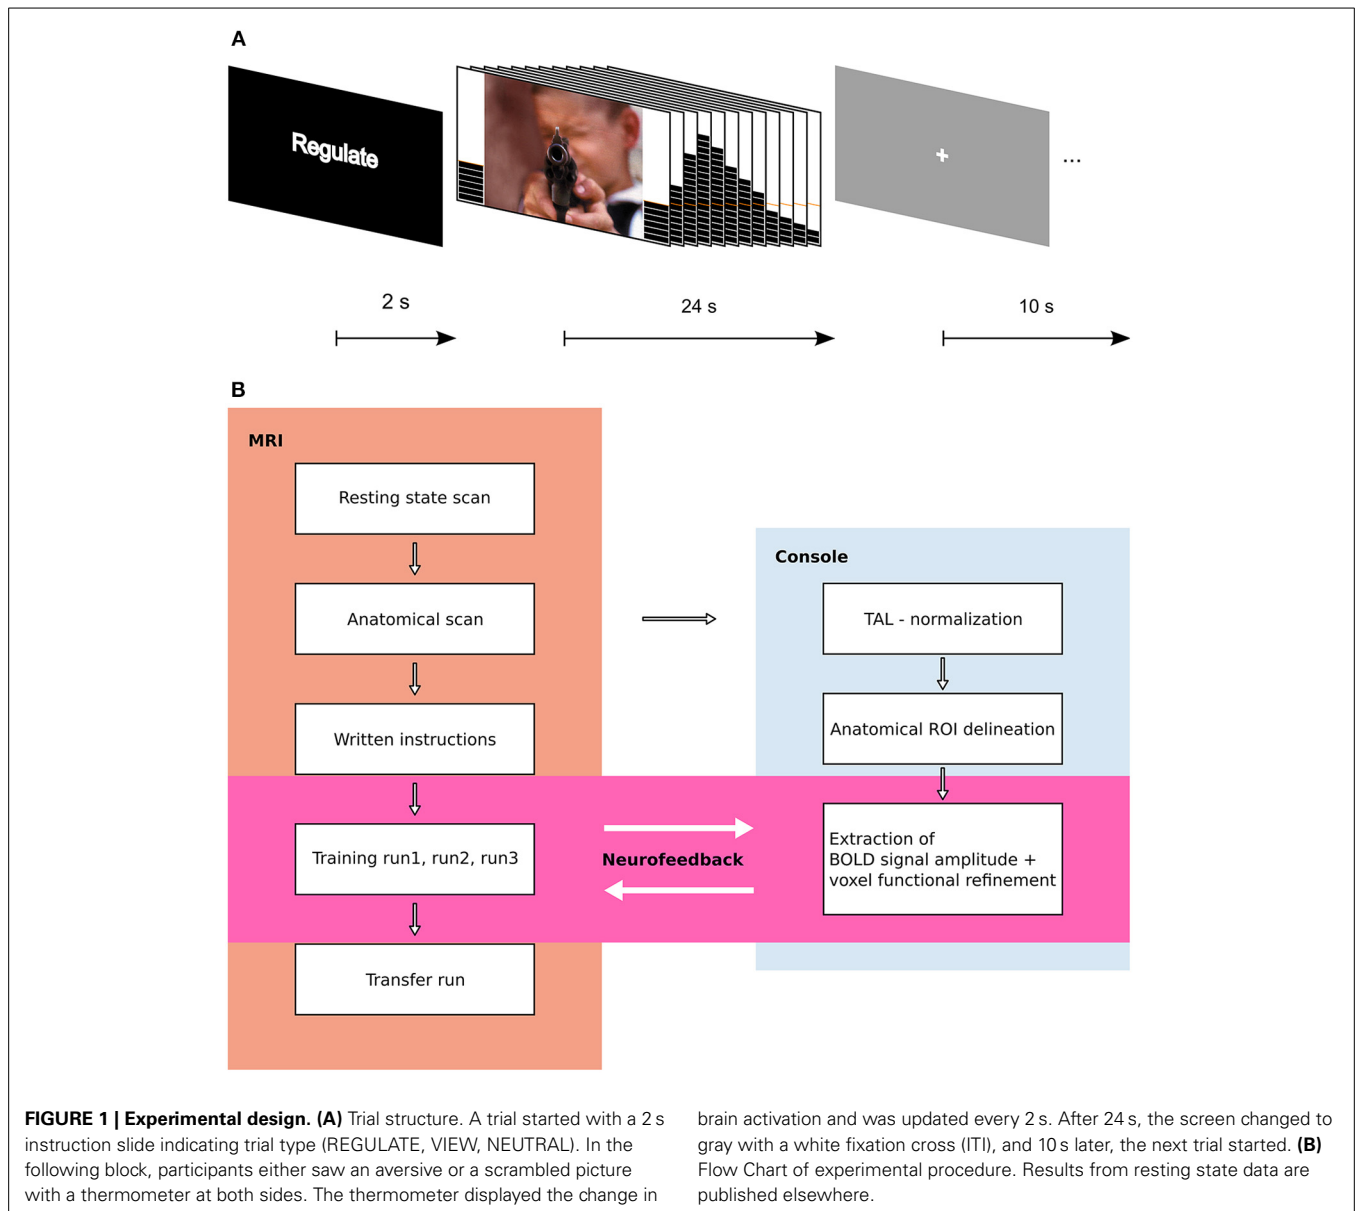 A
Regulate
...
2 s
24 s
10 s
B
MRI
Resting state scan
Anatomical scan
Written instructions
Training run1, run2, run3
Transfer run
Neurofeedback
Console
TAL - normalization
Anatomical ROI delineation
Extraction of
BOLD signal amplitude +
voxel functional refinement
FIGURE 1 | Experimental design. (A) Trial structure. A trial started with a 2 s
instruction slide indicating trial type (REGULATE, VIEW, NEUTRAL). In the
following block, participants either saw an aversive or a scrambled picture
with a thermometer at both sides. The thermometer displayed the change in
brain activation and was updated every 2 s. After 24 s, the screen changed to
gray with a white fixation cross (ITI), and 10 s later, the next trial started. (B)
Flow Chart of experimental procedure. Results from resting state data are
published elsewhere.